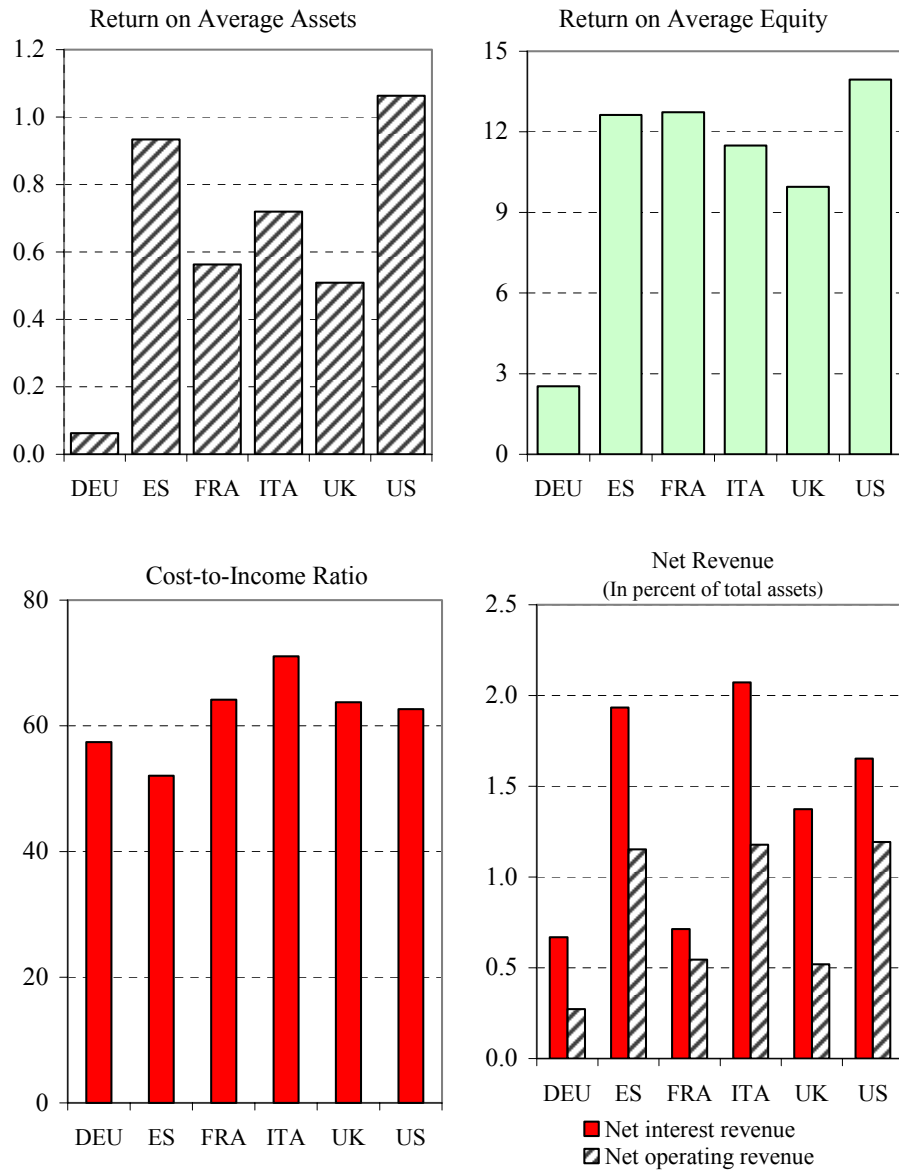 Return on Average Assets
1.2
1.0
0.8
0.6
0.4
0.2
0.0
DEU ES FRA ITA UK US
Return on Average Equity
15
12
9
6
3
0
DEU ES FRA ITA UK US
Cost-to-Income Ratio
80
60
40
20
0
DEU ES FRA ITA UK US
Net Revenue
(In percent of total assets)
2.5
2.0
1.5
1.0
0.5
0.0
DEU ES FRA ITA UK US
Net interest revenue
Net operating revenue